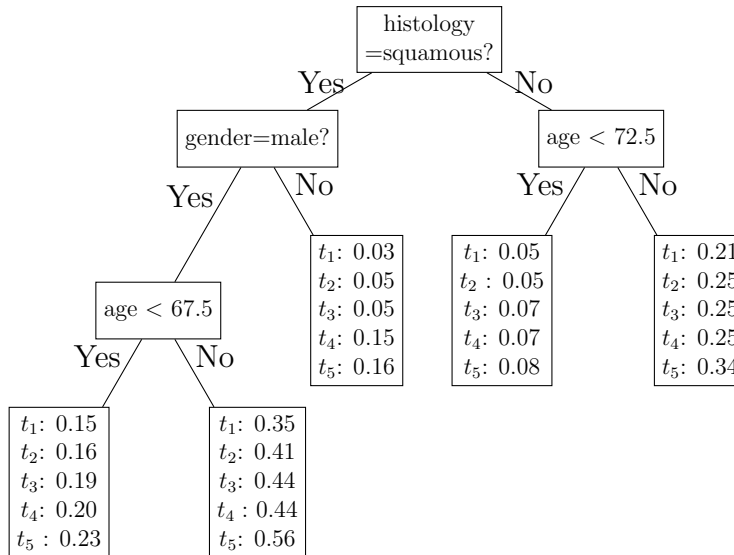 histology
=squamous?
Yes
No
gender=male?
age < 72.5
Yes
No
Yes
No
t₁: 0.03
t₂: 0.05
t₃: 0.05
t₄: 0.15
t₅: 0.16
t₁: 0.05
t₂ : 0.05
t₃: 0.07
t₄: 0.07
t₅: 0.08
t₁: 0.21
t₂: 0.25
t₃: 0.25
t₄: 0.25
t₅: 0.34
age < 67.5
Yes
No
t₁: 0.15
t₂: 0.16
t₃: 0.19
t₄: 0.20
t₅ : 0.23
t₁: 0.35
t₂: 0.41
t₃: 0.44
t₄ : 0.44
t₅: 0.56